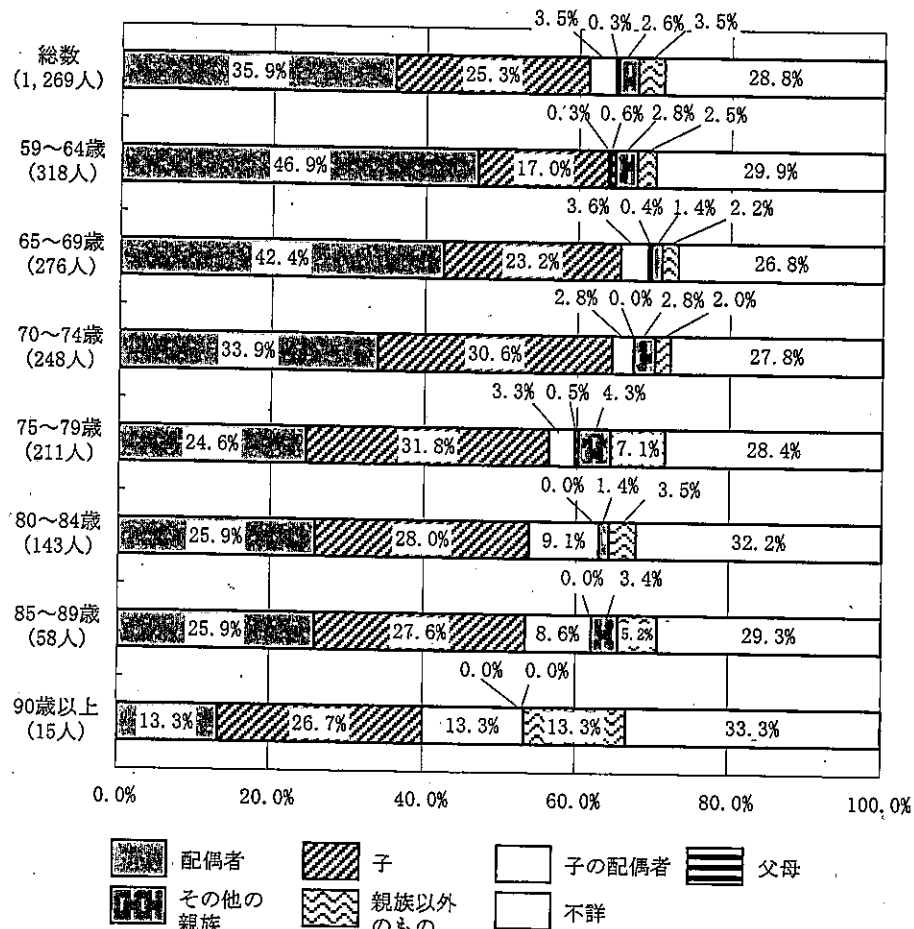 3.5% 0.3% 2.6% 3.5%
総数
(1,269人)
35.9% 25.3% 28.8%
0.3% 0.6% 2.8% 2.5%
59～64歳
(318人)
46.9% 17.0% 29.9%
3.6% 0.4% 1.4% 2.2%
65～69歳
(276人)
42.4% 23.2% 26.8%
2.8% 0.0% 2.8% 2.0%
70～74歳
(248人)
33.9% 30.6% 27.8%
3.3% 0.5% 4.3%
75～79歳
(211人)
24.6% 31.8% 7.1% 28.4%
0.0% 1.4% 3.5%
80～84歳
(143人)
25.9% 28.0% 9.1% 32.2%
0.0% 3.4%
85～89歳
(58人)
25.9% 27.6% 8.6% 5.2% 29.3%
0.0% 0.0%
90歳以上
(15人)
13.3% 26.7% 13.3% 13.3% 33.3%
0.0% 20.0% 40.0% 60.0% 80.0% 100.0%
配偶者 子 子の配偶者 父母
その他の
親族
親族以外
のもの
不詳